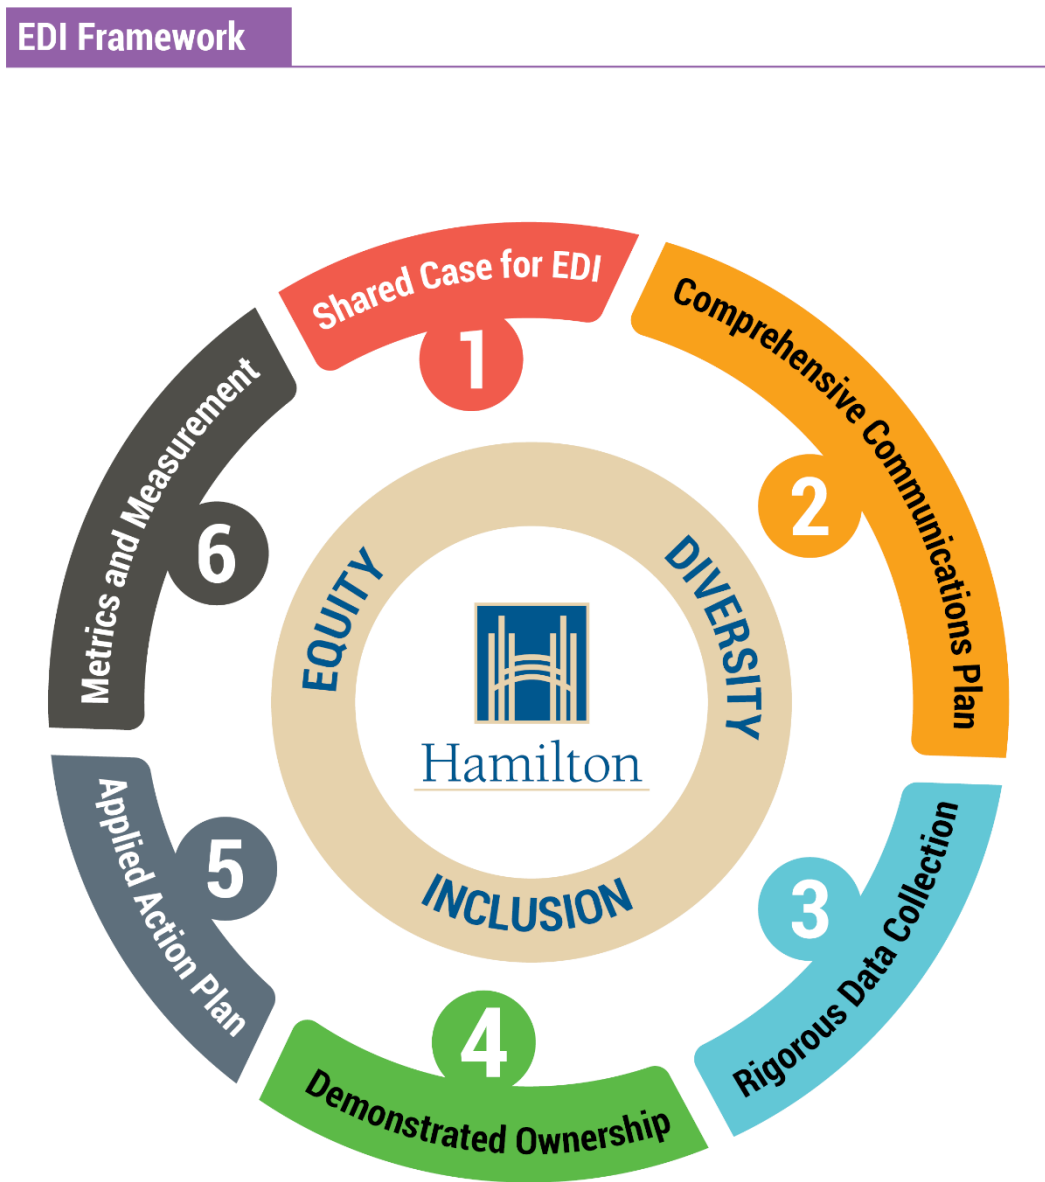 EDI Framework
Shared Case for EDI
1
Comprehensive Communications Plan
2
Rigorous Data Collection
3
Demonstrated Ownership
4
Applied Action Plan
5
Metrics and Measurement
6
EQUITY
DIVERSITY
INCLUSION
Hamilton